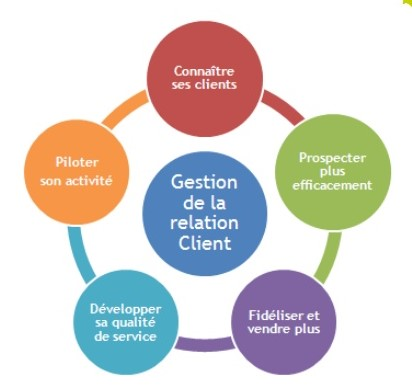 Connaître
ses clients
Prospecter
plus
efficacement
Fidéliser et
vendre plus
Développer
sa qualité
de service
Piloter
son activité
Gestion
de la
relation
Client